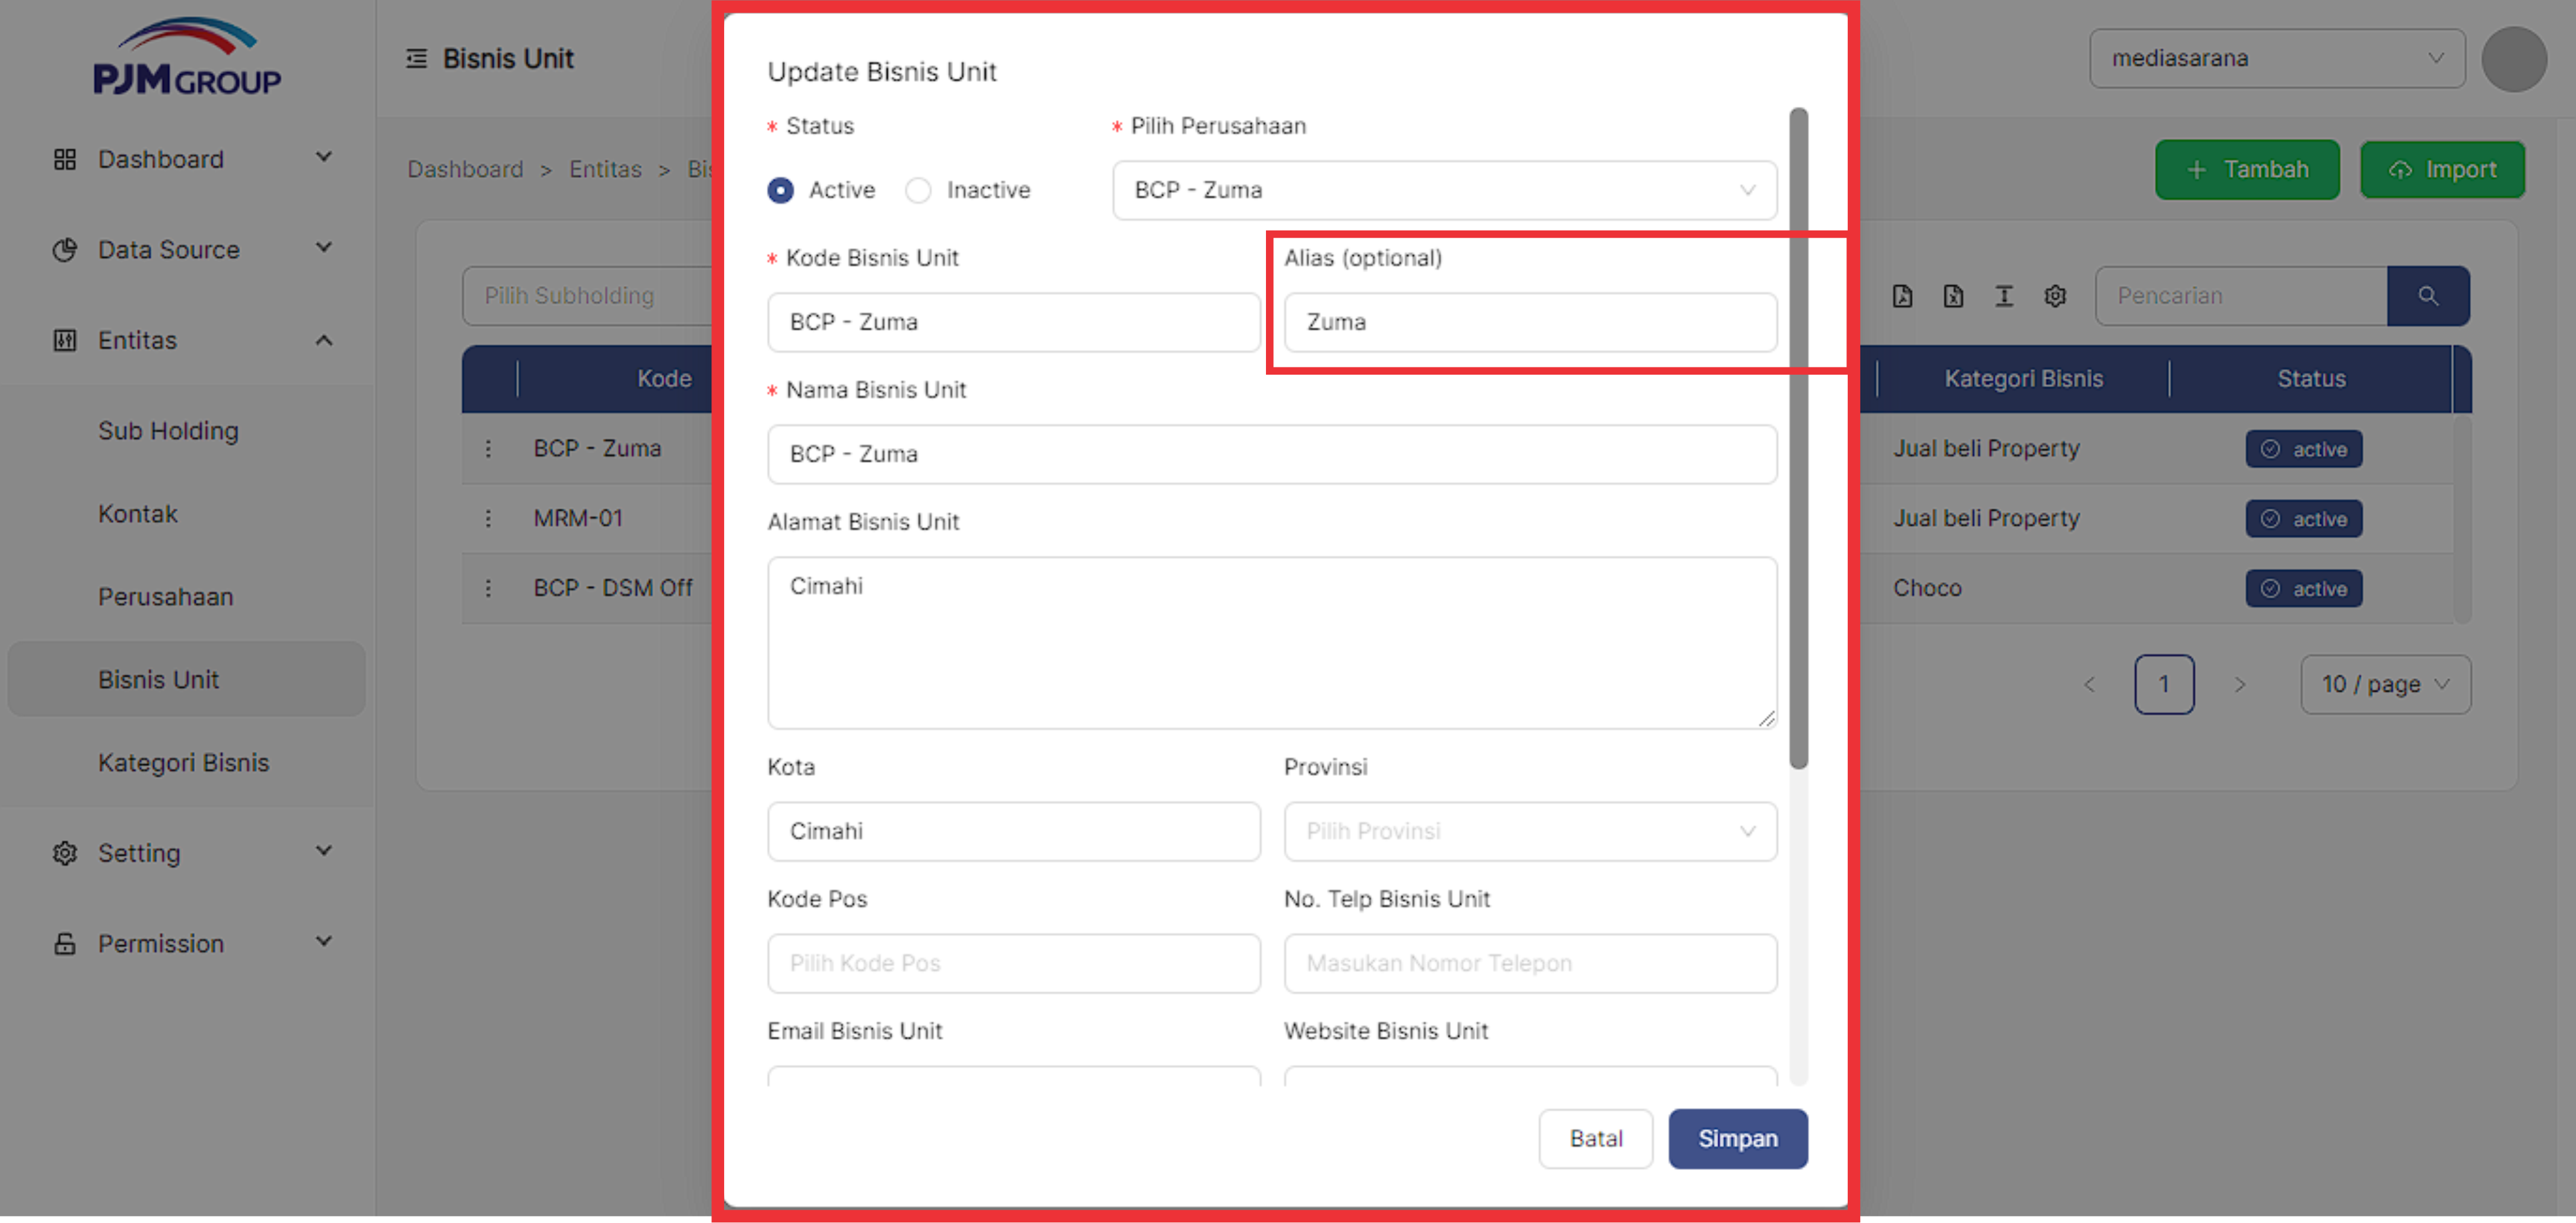 PJM GROUP
Dashboard
Data Source
Entitas
Sub Holding
Kontak
Perusahaan
Bisnis Unit
Kategori Bisnis
Setting
Permission
Bisnis Unit
mediasarana
Dashboard > Entitas > Bis
+ Tambah
Import
Pilih Subholding
Pencarian
Kode
Kategori Bisnis
Status
BCP - Zuma
Jual beli Property
active
MRM-01
Jual beli Property
active
BCP - DSM Off
Choco
active
< 1 >
10 / page
Update Bisnis Unit
* Status
* Pilih Perusahaan
Active
Inactive
BCP - Zuma
* Kode Bisnis Unit
Alias (optional)
BCP - Zuma
Zuma
* Nama Bisnis Unit
BCP - Zuma
Alamat Bisnis Unit
Cimahi
Kota
Provinsi
Cimahi
Pilih Provinsi
Kode Pos
No. Telp Bisnis Unit
Pilih Kode Pos
Masukan Nomor Telepon
Email Bisnis Unit
Website Bisnis Unit
Batal
Simpan